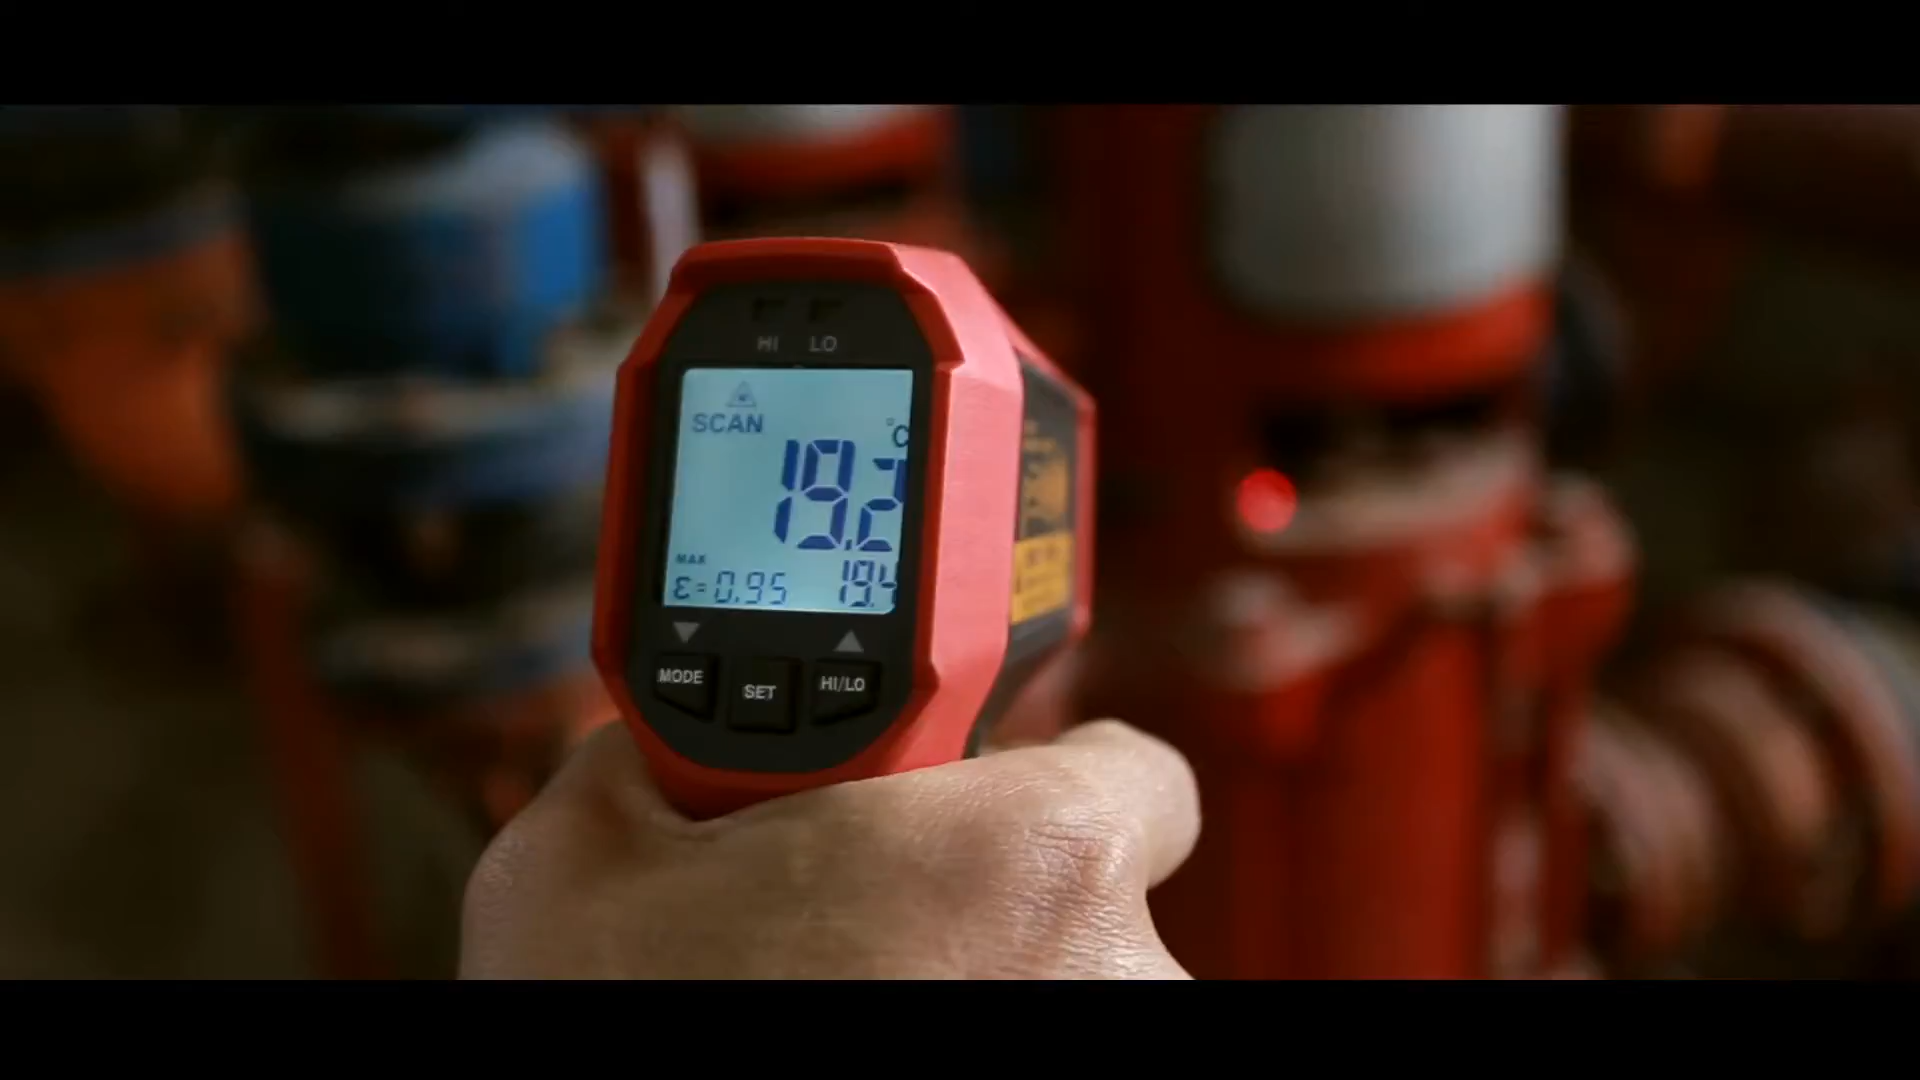 HI LO
SCAN
°C
19.2
MAX
ε=0.95 19.4
MODE SET HI/LO